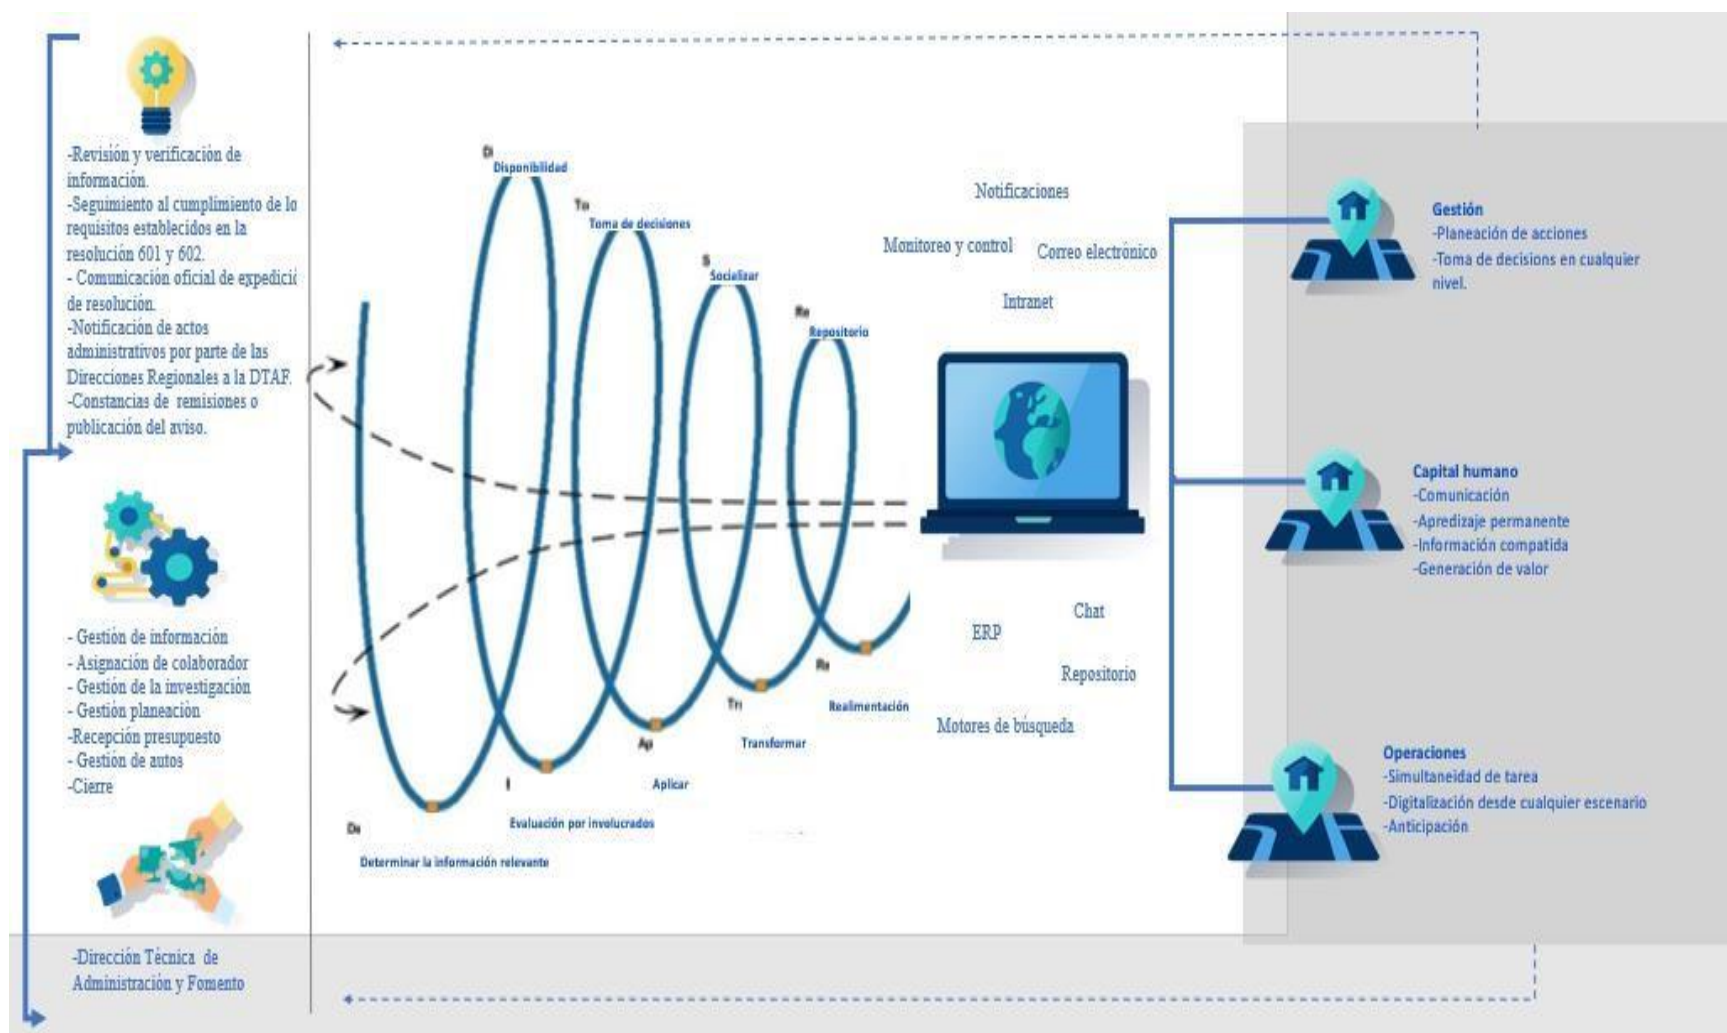 -Revisión y verificación de
información.
-Seguimiento al cumplimiento de lo
requisitos establecidos en la
resolución 601 y 602.
- Comunicación oficial de expedici
de resolución.
-Notificación de actos
administrativos por parte de las
Direcciones Regionales a la DTAF.
-Constancias de remisiones o
publicación del aviso.
- Gestión de información
- Asignación de colaborador
- Gestión de la investigación
- Gestión planeación
-Recepción presupuesto
- Gestión de autos
-Cierre
-Dirección Técnica de
Administración y Fomento
Di
Disponibilidad
To
Toma de decisiones
S
Socializar
Re
Repositorio
De
Determinar la información relevante
I
Evaluación por involucrados
Ap
Aplicar
Tr
Transformar
Re
Realimentación
Notificaciones
Monitoreo y control
Correo electrónico
Intranet
Chat
ERP
Repositorio
Motores de búsqueda
Gestión
-Planeación de acciones
-Toma de decisions en cualquier
nivel.
Capital humano
-Comunicación
-Apredizaje permanente
-Información compatida
-Generación de valor
Operaciones
-Simultaneidad de tarea
-Digitalización desde cualquier escenario
-Anticipación